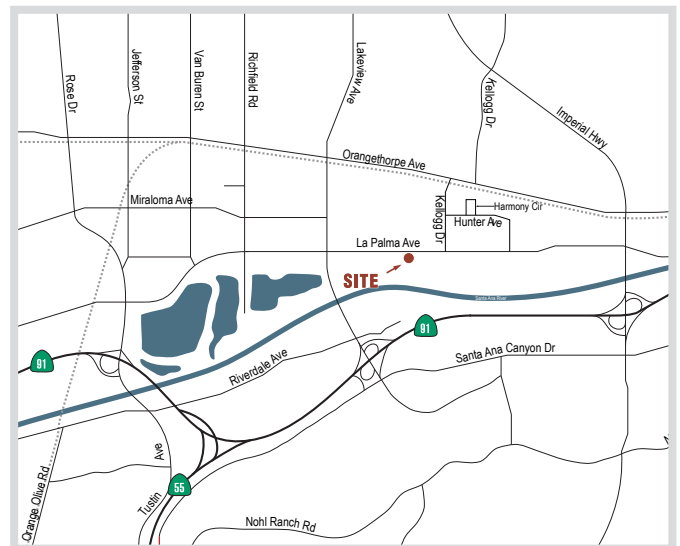 Rose Dr
Jefferson St
Van Buren St
Richfield Rd
Lakeview Ave
Kellogg Dr
Imperial Hwy
Orangethorpe Ave
Miraloma Ave
Kellogg Dr
Harmony Cir
Hunter Ave
La Palma Ave
SITE
Santa Ana River
91
91
Santa Ana Canyon Dr
Riverdale Ave
Tustin Ave
55
Orange Olive Rd.
Nohl Ranch Rd